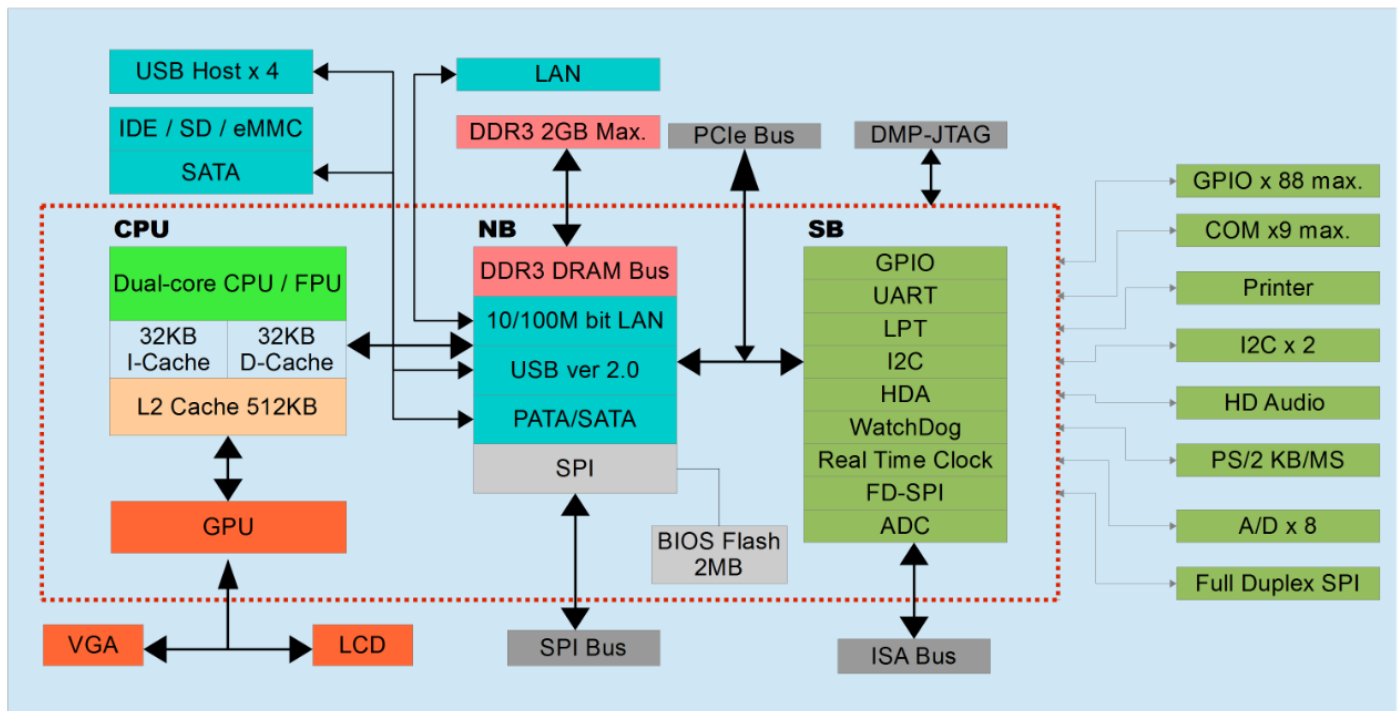 USB Host x 4
LAN
IDE / SD / eMMC
SATA
DDR3 2GB Max.
PCIe Bus
DMP-JTAG
CPU
Dual-core CPU / FPU
32KB
I-Cache
32KB
D-Cache
L2 Cache 512KB
GPU
VGA
LCD
NB
DDR3 DRAM Bus
10/100M bit LAN
USB ver 2.0
PATA/SATA
SPI
BIOS Flash
2MB
SPI Bus
SB
GPIO
UART
LPT
I2C
HDA
WatchDog
Real Time Clock
FD-SPI
ADC
ISA Bus
GPIO x 88 max.
COM x9 max.
Printer
I2C x 2
HD Audio
PS/2 KB/MS
A/D x 8
Full Duplex SPI